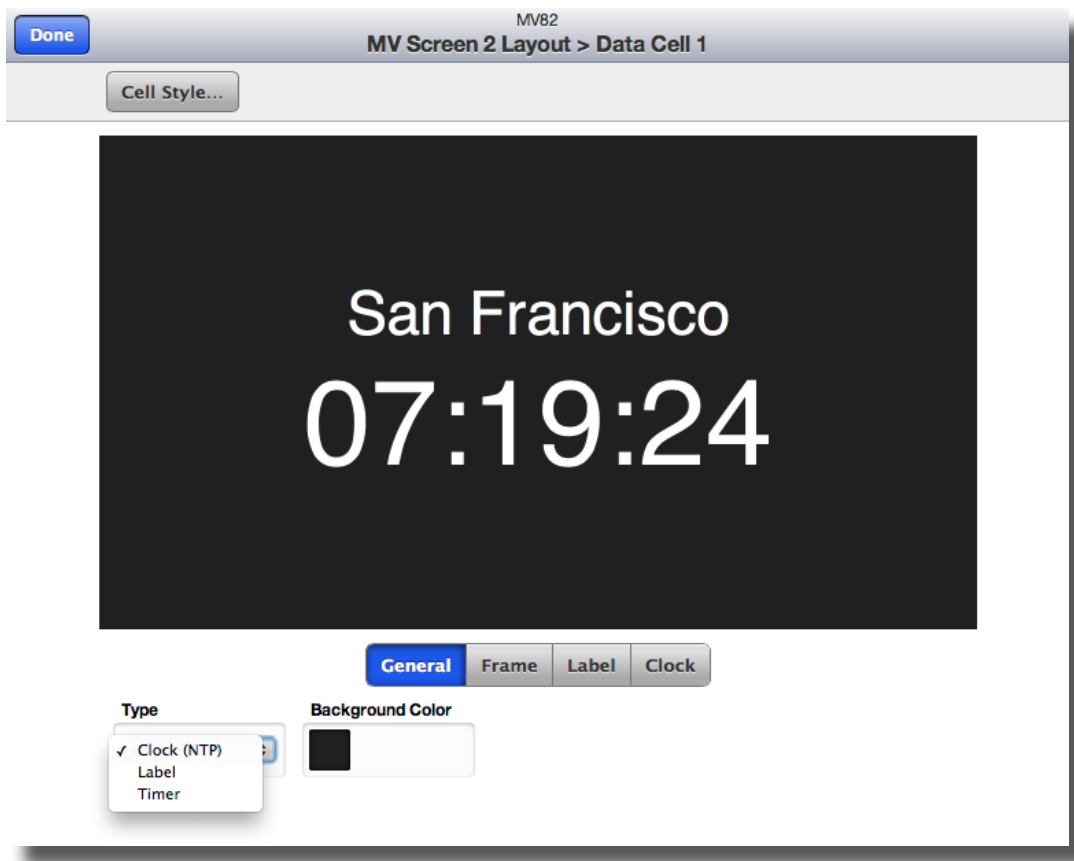 MV82
Done
MV Screen 2 Layout > Data Cell 1
Cell Style...
San Francisco
07:19:24
General Frame Label Clock
Type Background Color
✓ Clock (NTP)
Label
Timer